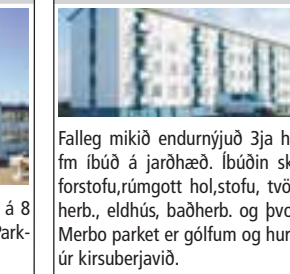 á 8
Park-
Falleg mikið endurnýjuð 3ja h
fm íbúð á jarðhæð. Íbúðin sk
forstofu,rúmgott hol,stofu, tvö
herb., eldhús, baðherb. og þvo
Merbo parket er gólfum og hur
úr kirsuberjavið.